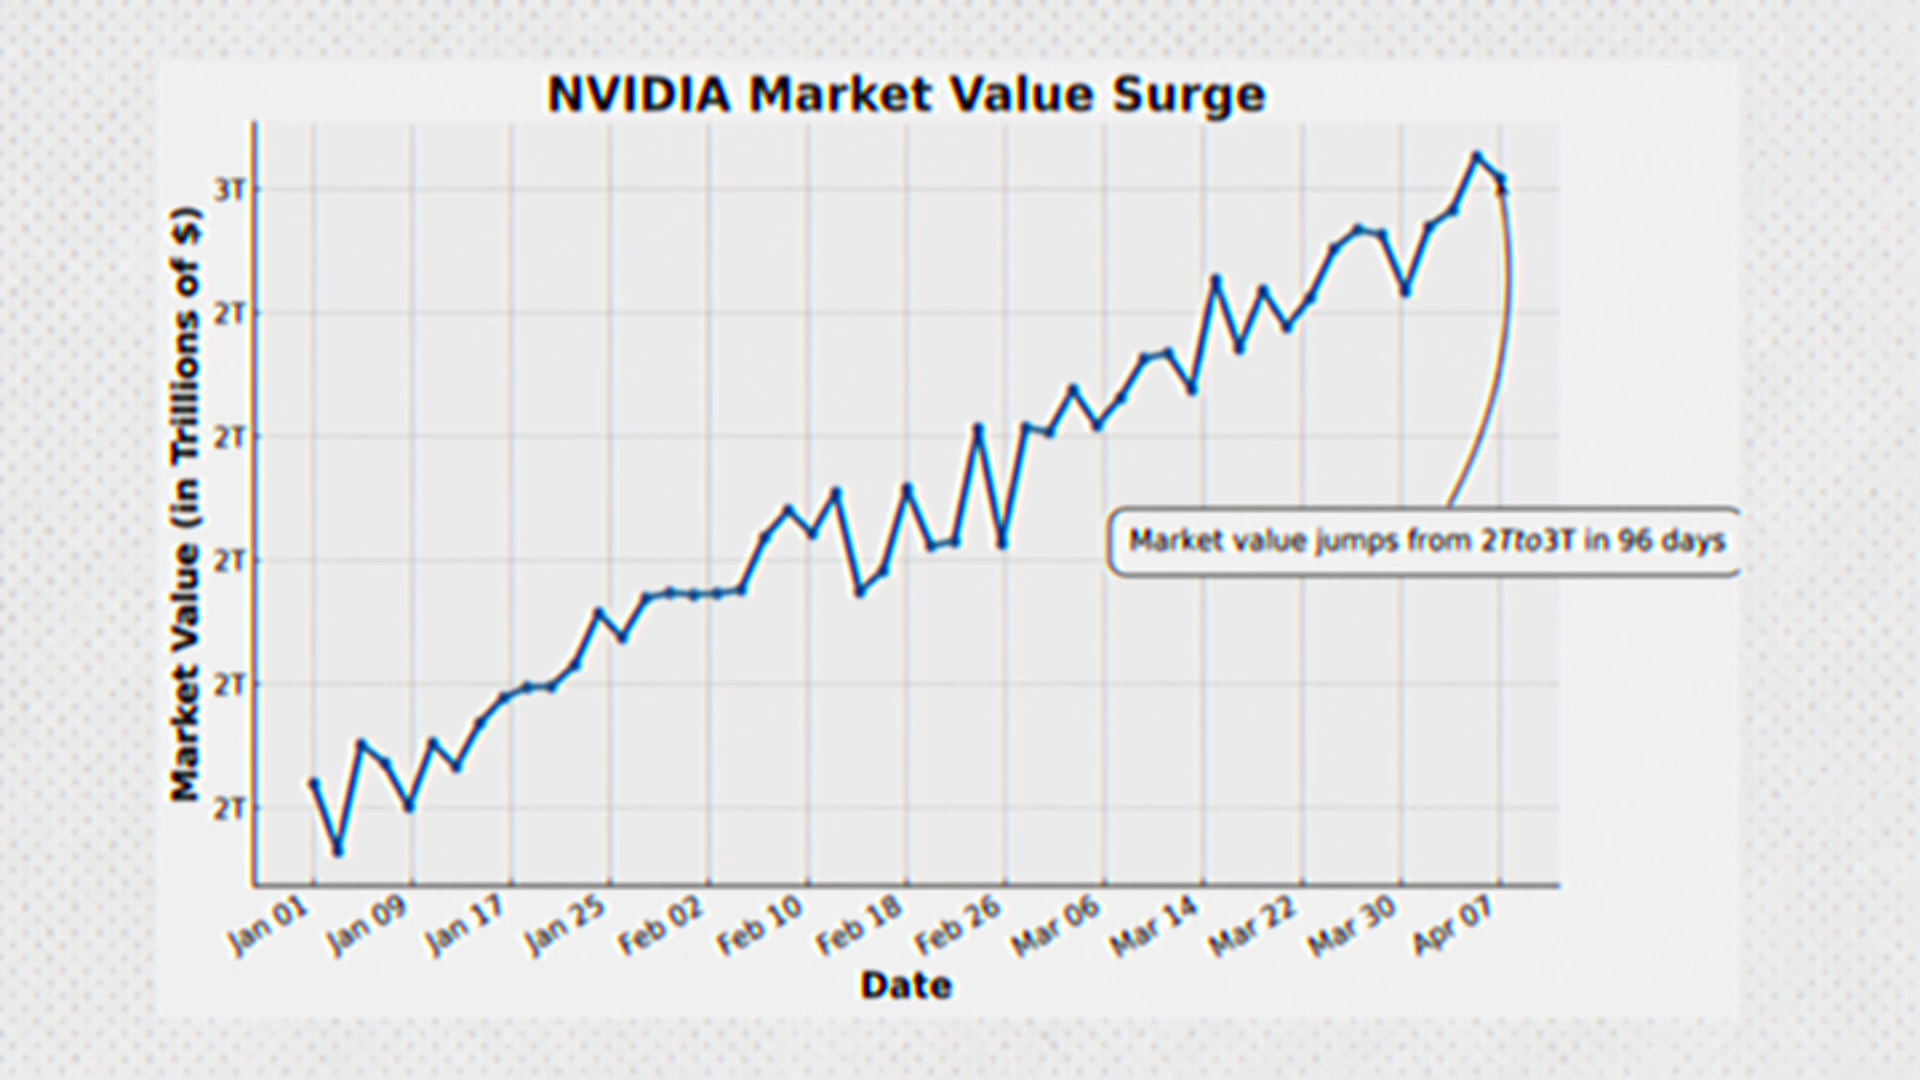 NVIDIA Market Value Surge
Market Value (in Trillions of $)
3T
2T
2T
2T
2T
2T
Market value jumps from 2Tto3T in 96 days
Jan 01
Jan 09
Jan 17
Jan 25
Feb 02
Feb 10
Feb 18
Feb 26
Mar 06
Mar 14
Mar 22
Mar 30
Apr 07
Date